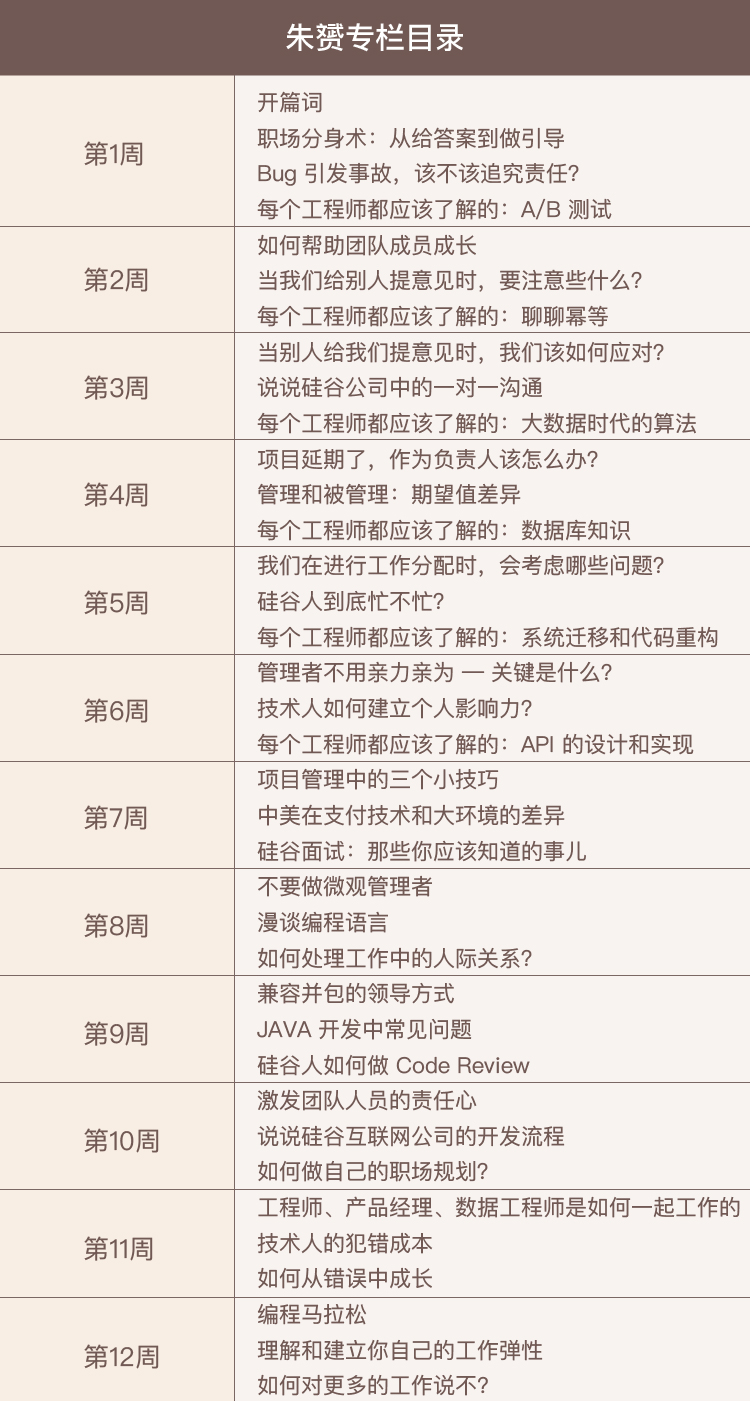 朱赟专栏目录
第1周
开篇词
职场分身术：从给答案到做引导
Bug 引发事故，该不该追究责任？
每个工程师都应该了解的：A/B 测试
第2周
如何帮助团队成员成长
当我们给别人提意见时，要注意些什么？
每个工程师都应该了解的：聊聊幂等
第3周
当别人给我们提意见时，我们该如何应对？
说说硅谷公司中的一对一沟通
每个工程师都应该了解的：大数据时代的算法
第4周
项目延期了，作为负责人该怎么办？
管理和被管理：期望值差异
每个工程师都应该了解的：数据库知识
第5周
我们在进行工作分配时，会考虑哪些问题？
硅谷人到底忙不忙？
每个工程师都应该了解的：系统迁移和代码重构
第6周
管理者不用亲力亲为 — 关键是什么？
技术人如何建立个人影响力？
每个工程师都应该了解的：API 的设计和实现
第7周
项目管理中的三个小技巧
中美在支付技术和大环境的差异
硅谷面试：那些你应该知道的事儿
第8周
不要做微观管理者
漫谈编程语言
如何处理工作中的人际关系？
第9周
兼容并包的领导方式
JAVA 开发中常见问题
硅谷人如何做 Code Review
第10周
激发团队人员的责任心
说说硅谷互联网公司的开发流程
如何做自己的职场规划？
第11周
工程师、产品经理、数据工程师是如何一起工作的
技术人的犯错成本
如何从错误中成长
第12周
编程马拉松
理解和建立你自己的工作弹性
如何对更多的工作说不？